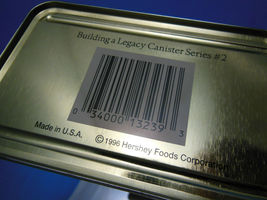 Building a Legacy Canister Series #2
0 34000 13239 3
Made in U.S.A.
©1996 Hershey Foods Corporation